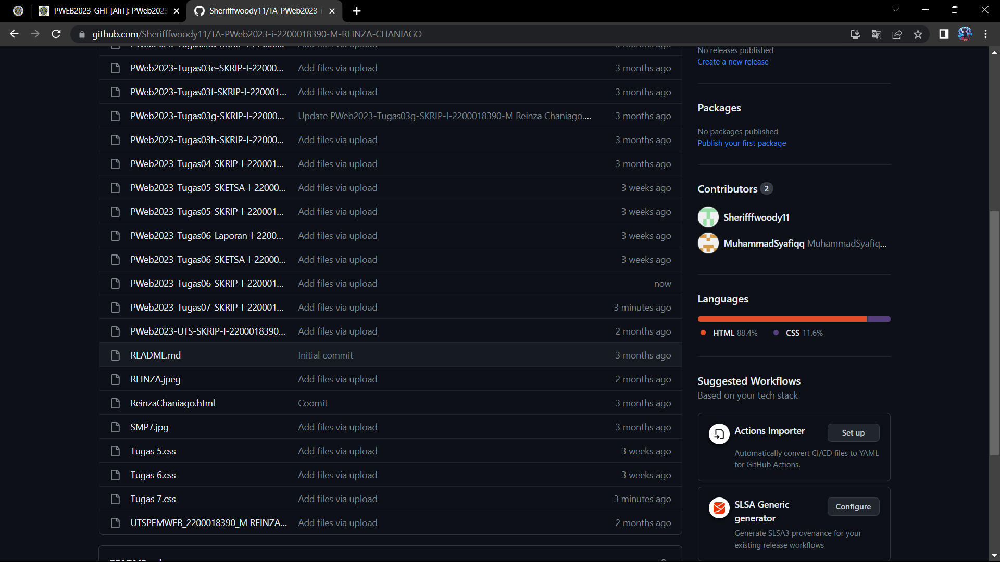 PWEB2023-GHI-[AliT]: PWeb2023
Sherifffwoody11/TA-PWeb2023-i
github.com/Sherifffwoody11/TA-PWeb2023-i-2200018390-M-REINZA-CHANIAGO
PWeb2023-Tugas03e-SKRIP-I-22000... Add files via upload 3 months ago
PWeb2023-Tugas03f-SKRIP-I-220001... Add files via upload 3 months ago
PWeb2023-Tugas03g-SKRIP-I-22000... Update PWeb2023-Tugas03g-SKRIP-I-2200018390-M Reinza Chaniago.... 3 months ago
PWeb2023-Tugas03h-SKRIP-I-22000... Add files via upload 3 months ago
PWeb2023-Tugas04-SKRIP-I-220001... Add files via upload 3 months ago
PWeb2023-Tugas05-SKETSA-I-22000... Add files via upload 3 weeks ago
PWeb2023-Tugas05-SKRIP-I-220001... Add files via upload 3 weeks ago
PWeb2023-Tugas06-Laporan-I-2200... Add files via upload 3 weeks ago
PWeb2023-Tugas06-SKETSA-I-22000... Add files via upload 3 weeks ago
PWeb2023-Tugas06-SKRIP-I-220001... Add files via upload now
PWeb2023-Tugas07-SKRIP-I-220001... Add files via upload 3 minutes ago
PWeb2023-UTS-SKRIP-I-2200018390... Add files via upload 2 months ago
README.md Initial commit 3 months ago
REINZA.jpeg Add files via upload 2 months ago
ReinzaChaniago.html Coomit 3 months ago
SMP7.jpg Add files via upload 3 months ago
Tugas 5.css Add files via upload 3 weeks ago
Tugas 6.css Add files via upload 3 weeks ago
Tugas 7.css Add files via upload 3 minutes ago
UTSPEMWEB_2200018390_M REINZA... Add files via upload 2 months ago
No releases published
Create a new release
Packages
No packages published
Publish your first package
Contributors 2
Sherifffwoody11
MuhammadSyafiqq MuhammadSyafiq...
Languages
HTML 88.4% CSS 11.6%
Suggested Workflows
Based on your tech stack
Actions Importer Set up
Automatically convert CI/CD files to YAML
for GitHub Actions.
SLSA Generic
generator
Configure
Generate SLSA3 provenance for your
existing release workflows